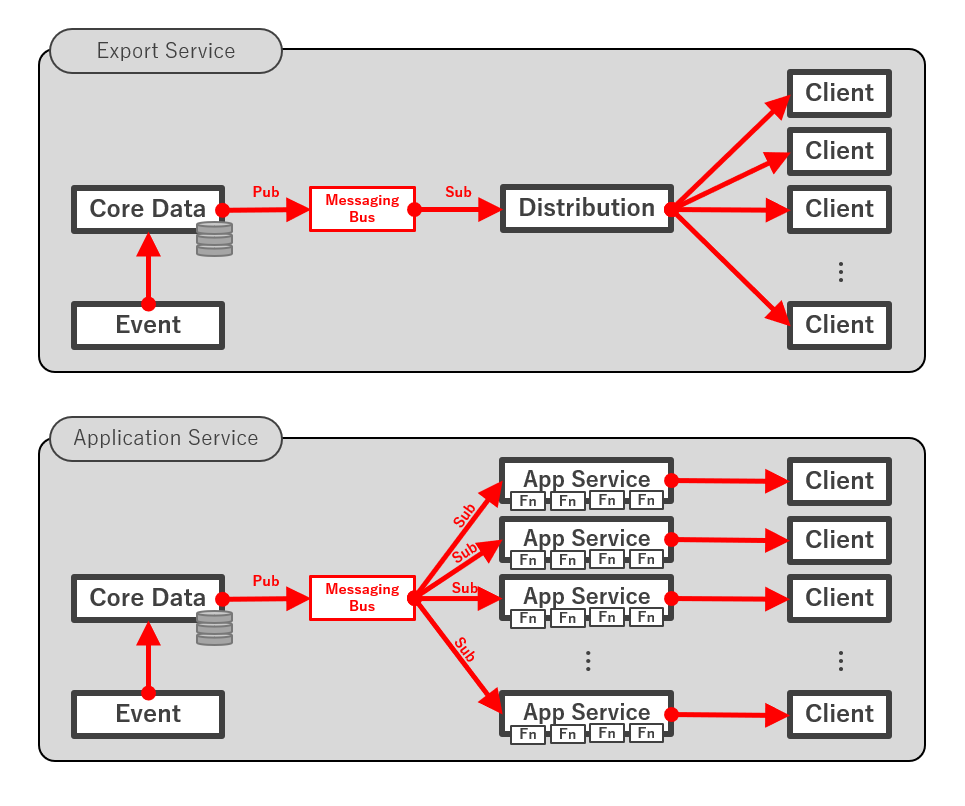 Export Service
Client
Client
Pub
Messaging
Bus
Sub
Core Data
Distribution
Client
Event
Client
Application Service
App Service
Fn Fn Fn Fn
Client
Sub
App Service
Fn Fn Fn Fn
Client
Sub
Pub
Messaging
Bus
Sub
Core Data
App Service
Fn Fn Fn Fn
Client
Sub
Event
App Service
Fn Fn Fn Fn
Client